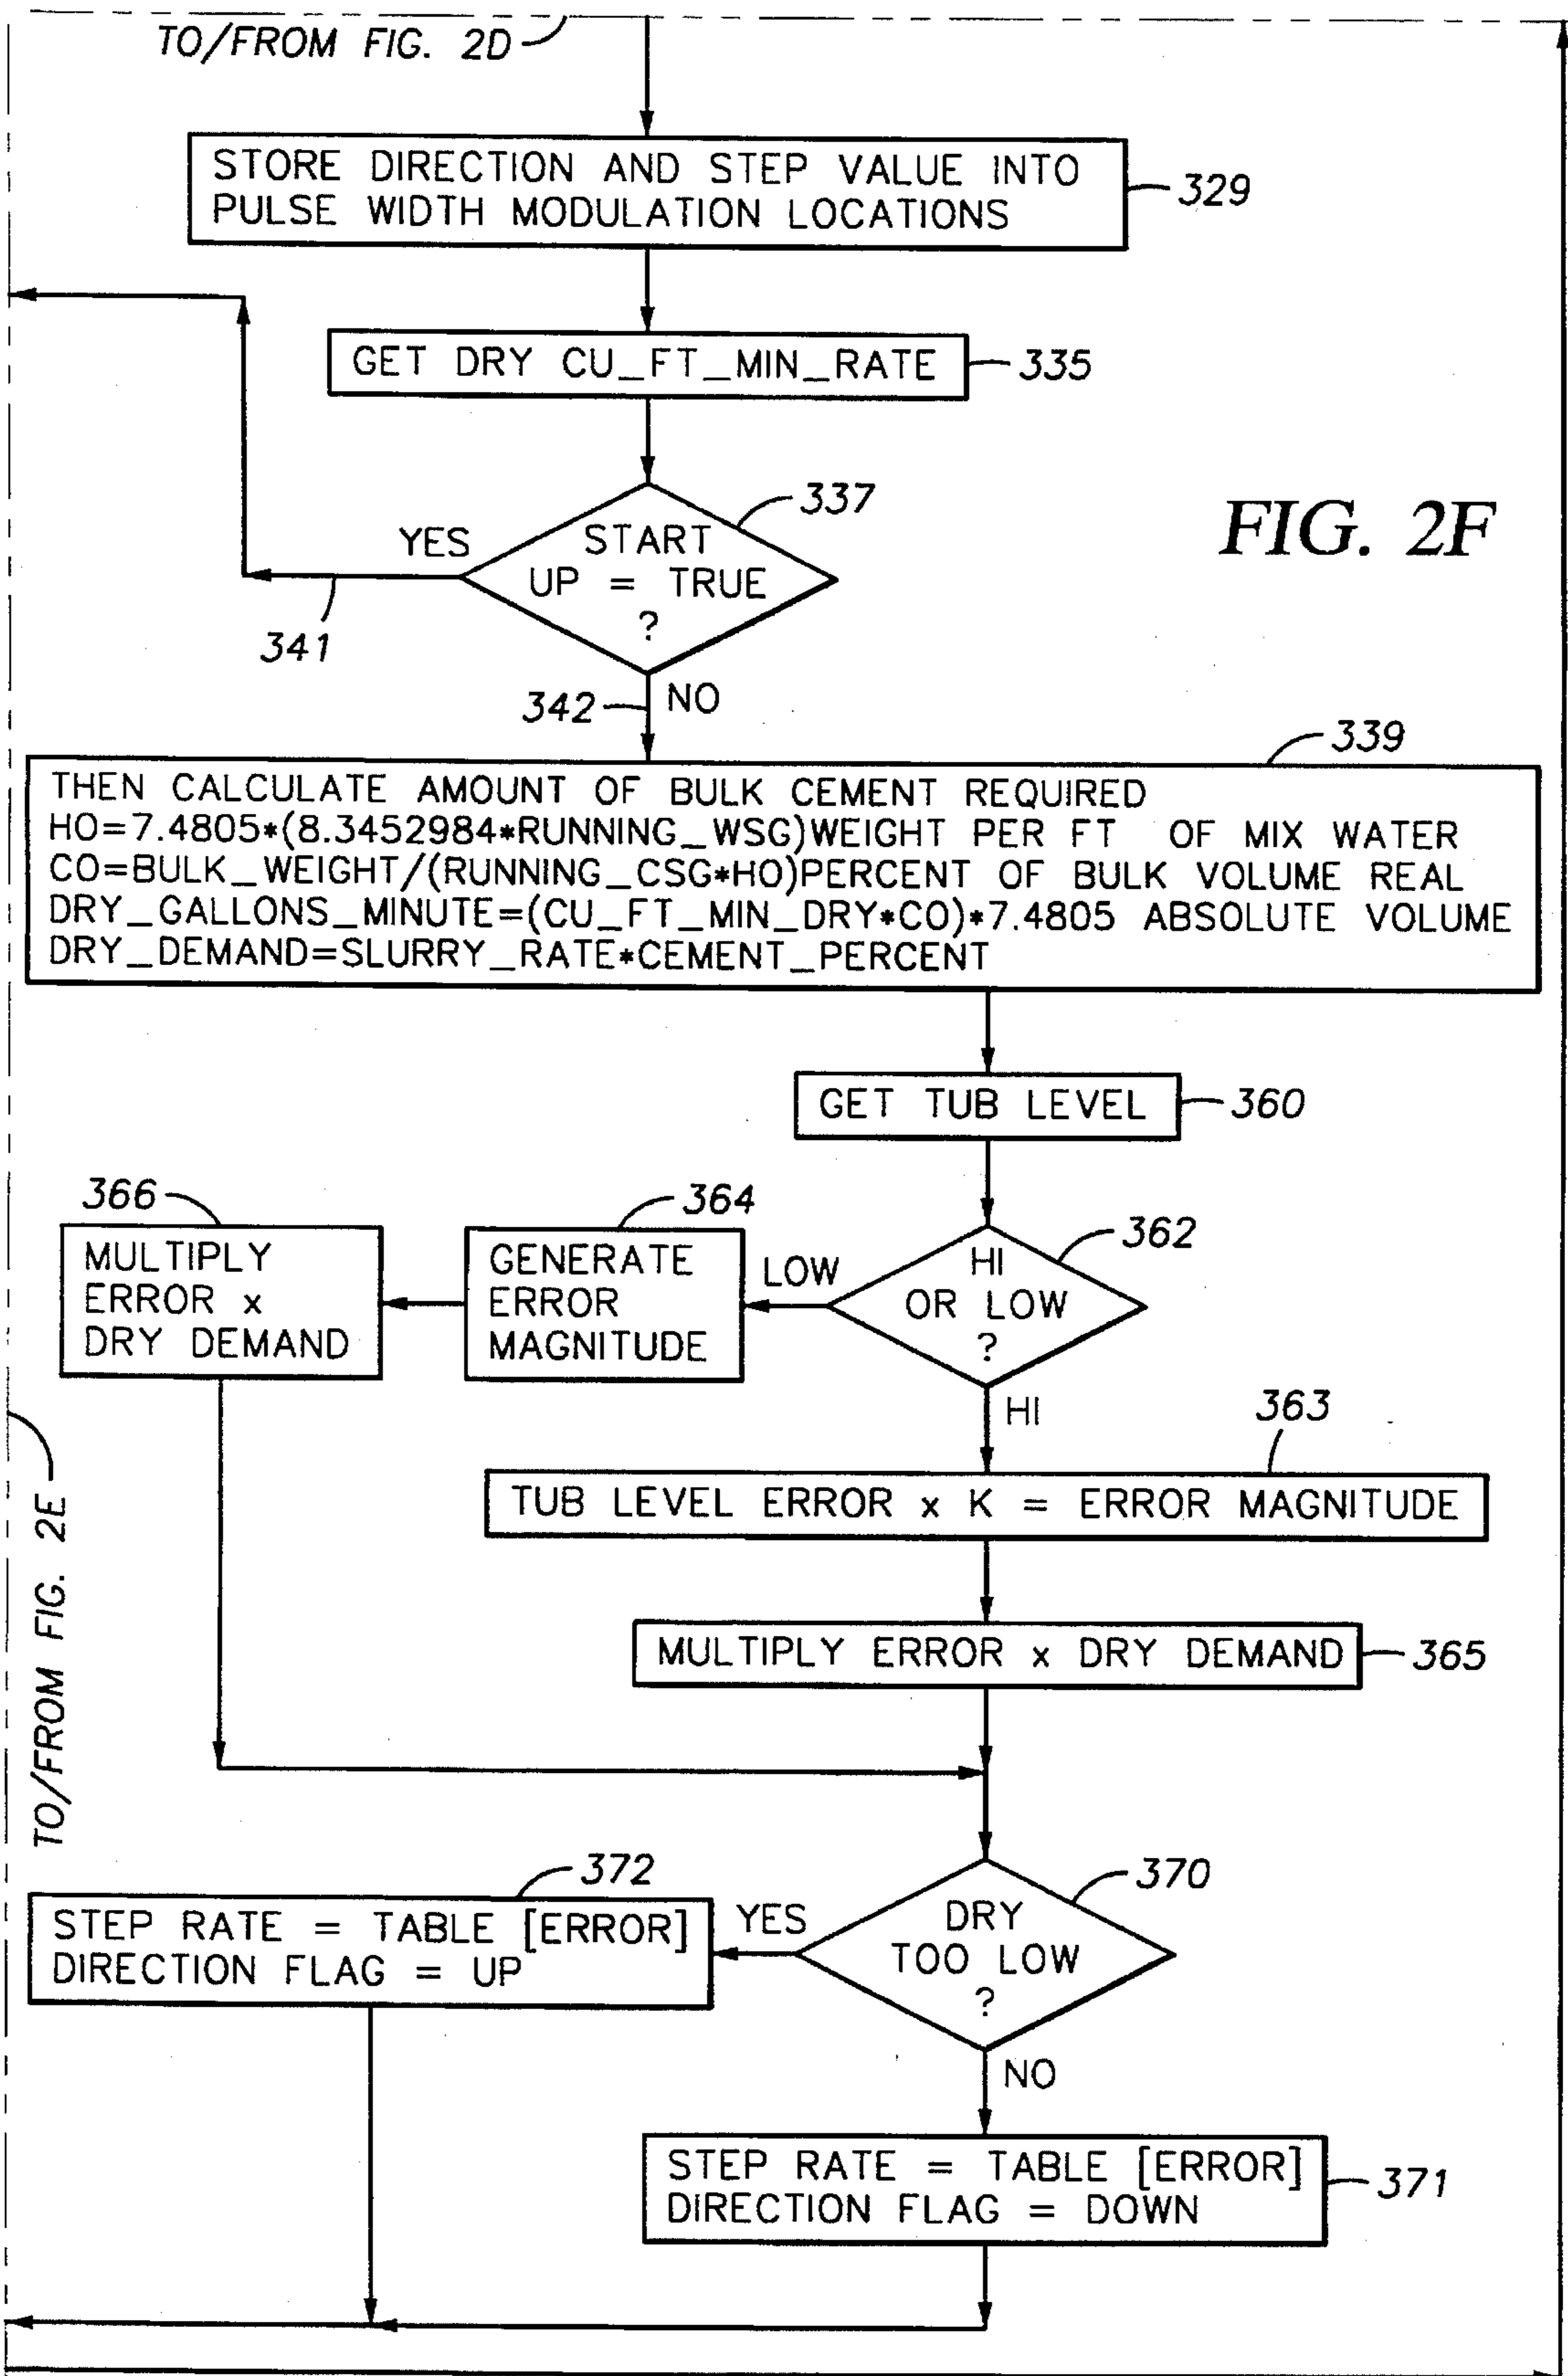 TO/FROM FIG. 2D
STORE DIRECTION AND STEP VALUE INTO
PULSE WIDTH MODULATION LOCATIONS
329
GET DRY CU_FT_MIN_RATE
335
337
FIG. 2F
YES
START
UP = TRUE
?
341
342
NO
339
THEN CALCULATE AMOUNT OF BULK CEMENT REQUIRED
HO=7.4805*(8.3452984*RUNNING_WSG)WEIGHT PER FT OF MIX WATER
CO=BULK_WEIGHT/(RUNNING_CSG*HO)PERCENT OF BULK VOLUME REAL
DRY_GALLONS_MINUTE=(CU_FT_MIN_DRY*CO)*7.4805 ABSOLUTE VOLUME
DRY_DEMAND=SLURRY_RATE*CEMENT_PERCENT
GET TUB LEVEL
360
366
364
362
MULTIPLY
ERROR x
DRY DEMAND
GENERATE
ERROR
MAGNITUDE
LOW
HI
OR LOW
?
HI
363
TUB LEVEL ERROR x K = ERROR MAGNITUDE
MULTIPLY ERROR x DRY DEMAND
365
TO/FROM FIG. 2E
372
370
STEP RATE = TABLE [ERROR]
DIRECTION FLAG = UP
YES
DRY
TOO LOW
?
NO
STEP RATE = TABLE [ERROR]
DIRECTION FLAG = DOWN
371